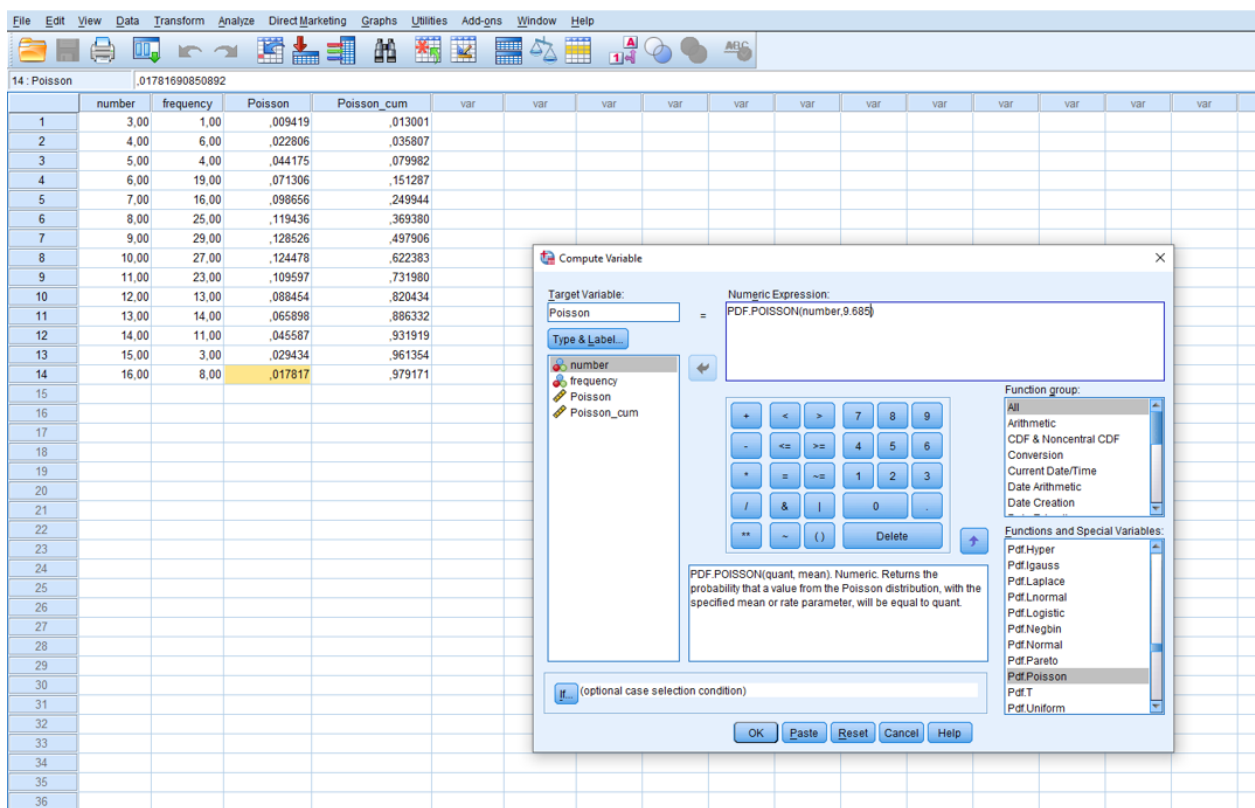 File Edit View Data Transform Analyze Direct Marketing Graphs Utilities Add-ons Window Help
A
1
ABC
14 : Poisson ,01781690850892
number frequency Poisson Poisson_cum var var var var var var var var var var var var
1 3,00 1,00 ,009419 ,013001
2 4,00 6,00 ,022806 ,035807
3 5,00 4,00 ,044175 ,079982
4 6,00 19,00 ,071306 ,151287
5 7,00 16,00 ,098656 ,249944
6 8,00 25,00 ,119436 ,369380
7 9,00 29,00 ,128526 ,497906
8 10,00 27,00 ,124478 ,622383
9 11,00 23,00 ,109597 ,731980
10 12,00 13,00 ,088454 ,820434
11 13,00 14,00 ,065898 ,886332
12 14,00 11,00 ,045587 ,931919
13 15,00 3,00 ,029434 ,961354
14 16,00 8,00 ,017817 ,979171
15
16
17
18
19
20
21
22
23
24
25
26
27
28
29
30
31
32
33
34
35
36
Compute Variable
Target Variable:
Poisson
=
Numeric Expression:
PDF.POISSON(number,9.685)
Type & Label...
number
frequency
Poisson
Poisson_cum
+ < > 7 8 9
- <= >= 4 5 6
* = ~= 1 2 3
/ & | 0 .
** ~ ( ) Delete
Function group:
All
Arithmetic
CDF & Noncentral CDF
Conversion
Current Date/Time
Date Arithmetic
Date Creation
Functions and Special Variables:
Pdf.Hyper
Pdf.Igauss
Pdf.Laplace
Pdf.Lnormal
Pdf.Logistic
Pdf.Negbin
Pdf.Normal
Pdf.Pareto
Pdf.Poisson
Pdf.T
Pdf.Uniform
PDF.POISSON(quant, mean). Numeric. Returns the
probability that a value from the Poisson distribution, with the
specified mean or rate parameter, will be equal to quant.
If... (optional case selection condition)
OK Paste Reset Cancel Help